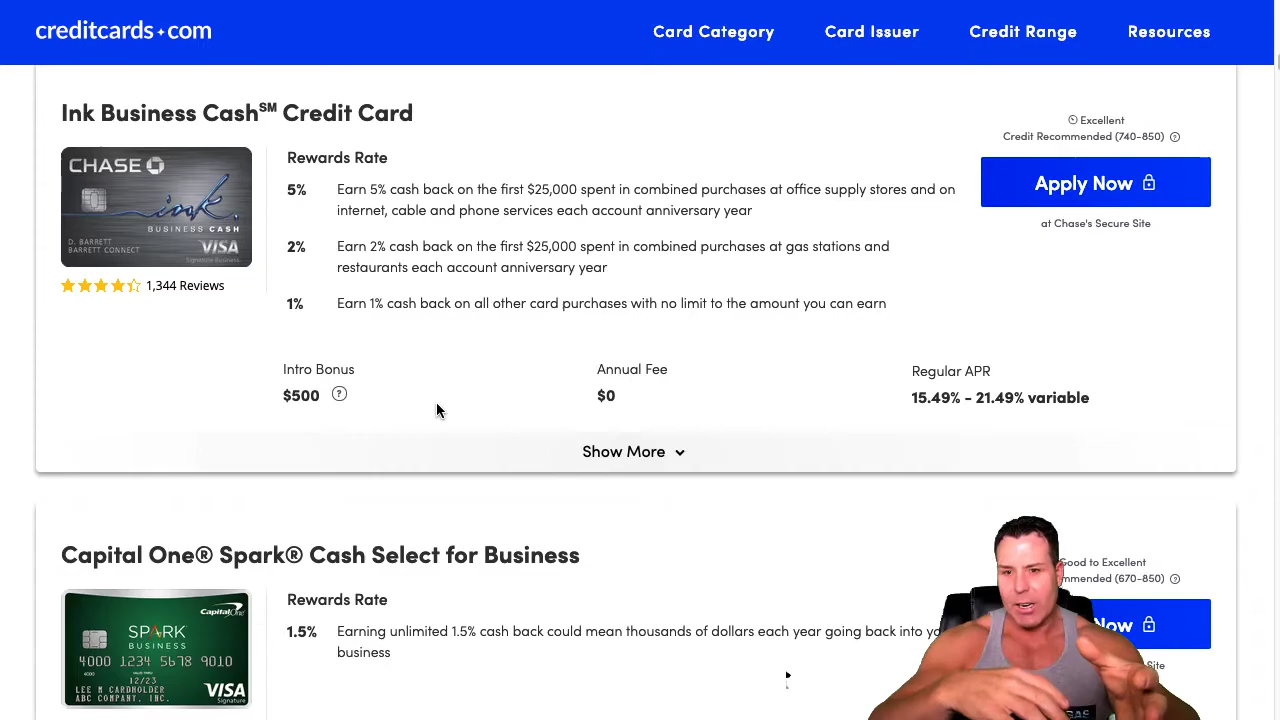 creditcards.com
Card Category
Card Issuer
Credit Range
Resources
Ink Business Cash℠ Credit Card
CHASE
ink.
BUSINESS CASH
D. BARRETT
BARRETT CONNECT
VISA
Signature Business
1,344 Reviews
Rewards Rate
5% Earn 5% cash back on the first $25,000 spent in combined purchases at office supply stores and on
internet, cable and phone services each account anniversary year
2% Earn 2% cash back on the first $25,000 spent in combined purchases at gas stations and
restaurants each account anniversary year
1% Earn 1% cash back on all other card purchases with no limit to the amount you can earn
Excellent
Credit Recommended (740-850) ?
Apply Now
at Chase's Secure Site
Intro Bonus
$500 ?
Annual Fee
$0
Regular APR
15.49% - 21.49% variable
Show More
Capital One® Spark® Cash Select for Business
CapitalOne
SPARK
BUSINESS
4000 1234 5678 9010
4000
VALID THRU
12/23
LEE M CARDHOLDER
ABC COMPANY, INC.
VISA
Signature
Rewards Rate
1.5% Earning unlimited 1.5% cash back could mean thousands of dollars each year going back into yo
business
Good to Excellent
mmended (670-850) ?
Now
Site